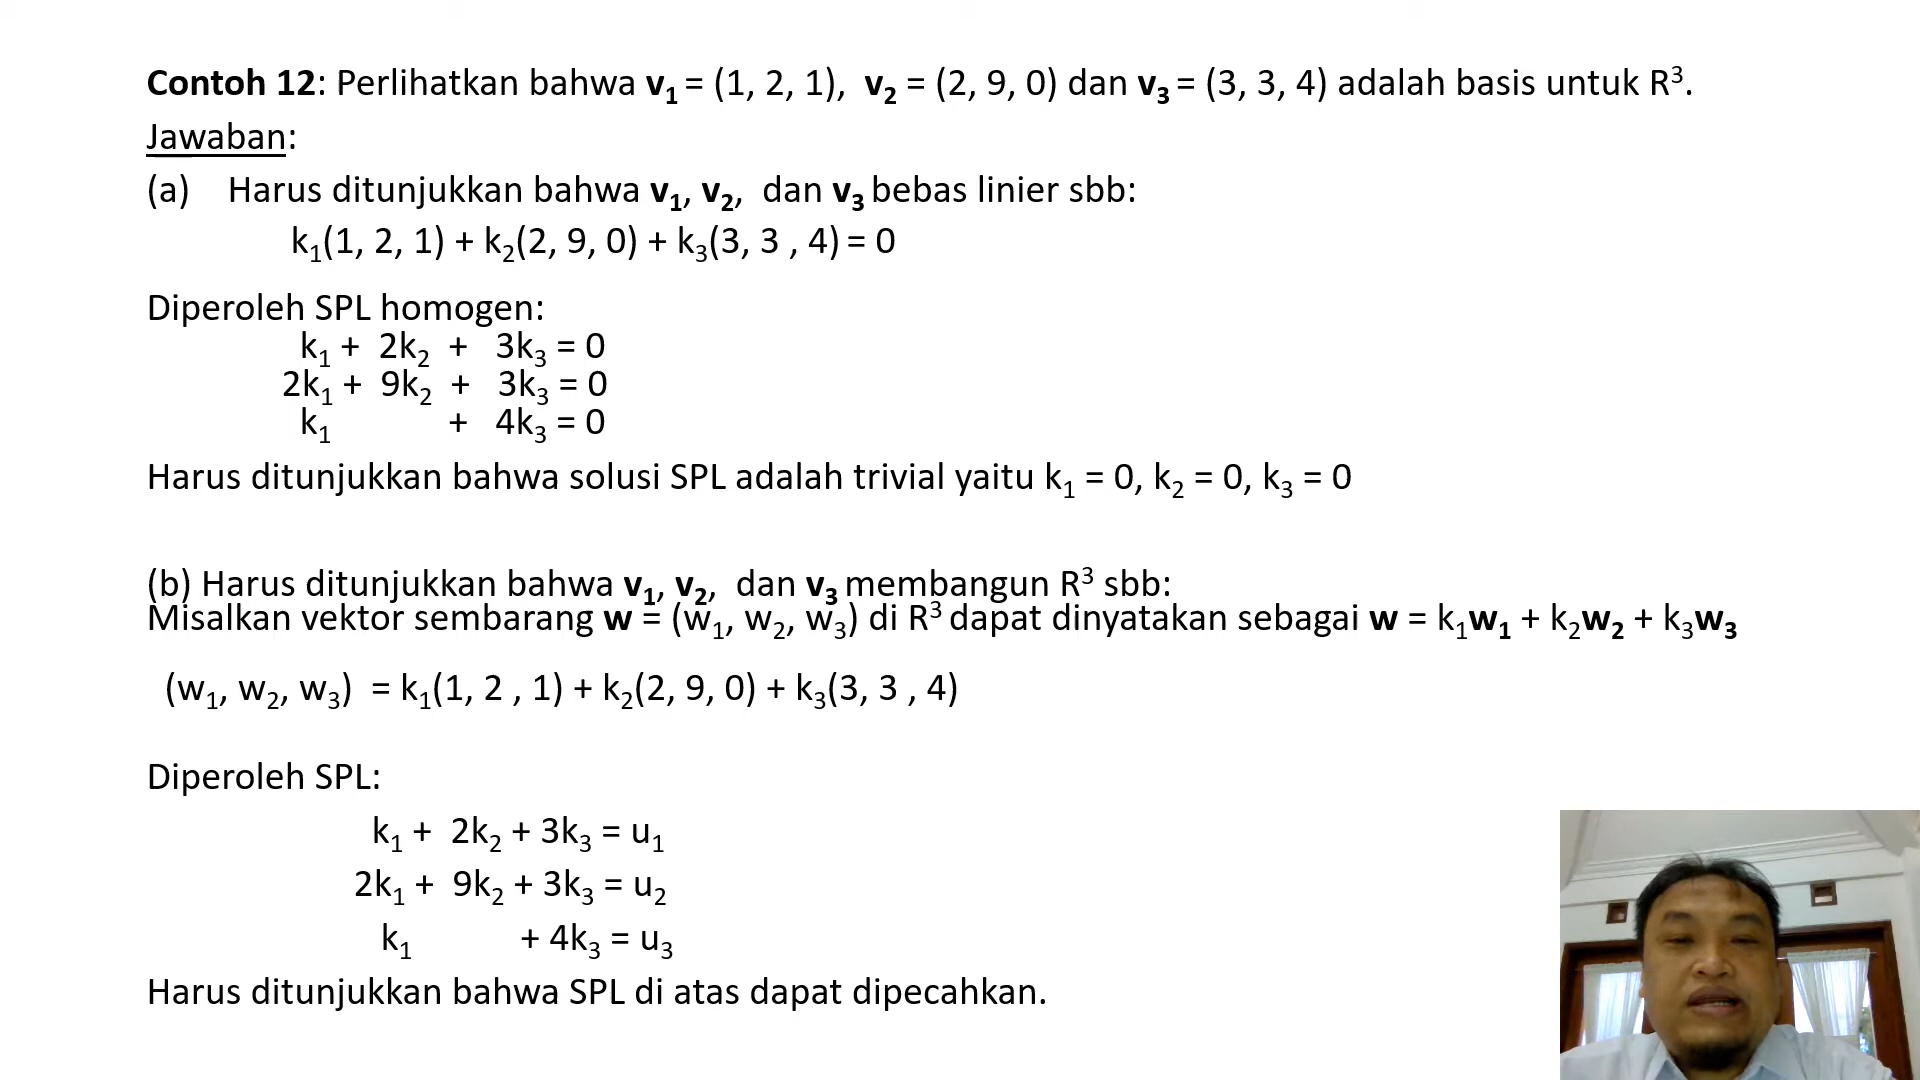 Contoh 12: Perlihatkan bahwa v₁ = (1, 2, 1), v₂ = (2, 9, 0) dan v₃ = (3, 3, 4) adalah basis untuk R³.
Jawaban:
(a) Harus ditunjukkan bahwa v₁, v₂, dan v₃ bebas linier sbb:
k₁(1, 2, 1) + k₂(2, 9, 0) + k₃(3, 3 , 4) = 0
Diperoleh SPL homogen:
k₁ + 2k₂ + 3k₃ = 0
2k₁ + 9k₂ + 3k₃ = 0
k₁ + 4k₃ = 0
Harus ditunjukkan bahwa solusi SPL adalah trivial yaitu k₁ = 0, k₂ = 0, k₃ = 0
(b) Harus ditunjukkan bahwa v₁, v₂, dan v₃ membangun R³ sbb:
Misalkan vektor sembarang w = (w₁, w₂, w₃) di R³ dapat dinyatakan sebagai w = k₁w₁ + k₂w₂ + k₃w₃
(w₁, w₂, w₃) = k₁(1, 2 , 1) + k₂(2, 9, 0) + k₃(3, 3 , 4)
Diperoleh SPL:
k₁ + 2k₂ + 3k₃ = u₁
2k₁ + 9k₂ + 3k₃ = u₂
k₁ + 4k₃ = u₃
Harus ditunjukkan bahwa SPL di atas dapat dipecahkan.